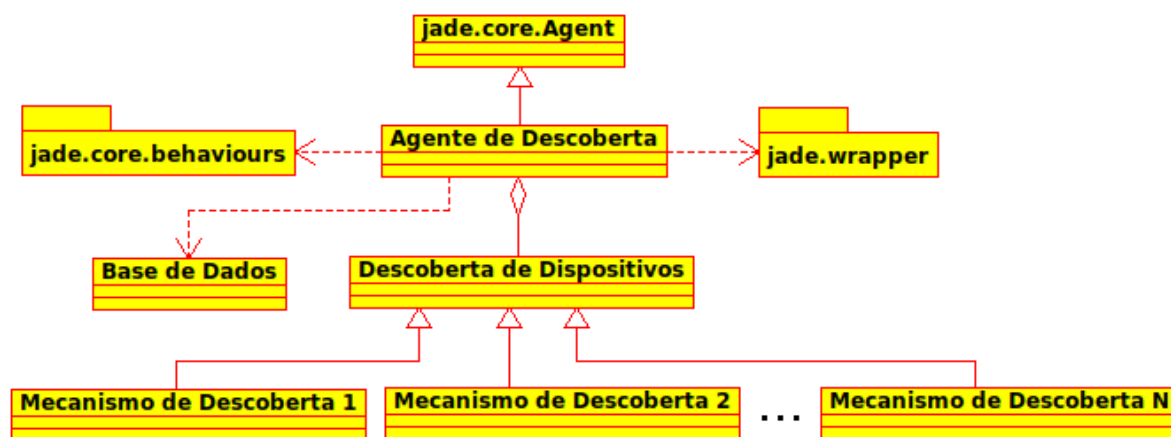 jade.core.Agent
Agente de Descoberta
jade.core.behaviours
jade.wrapper
Base de Dados
Descoberta de Dispositivos
Mecanismo de Descoberta 1
Mecanismo de Descoberta 2
...
Mecanismo de Descoberta N